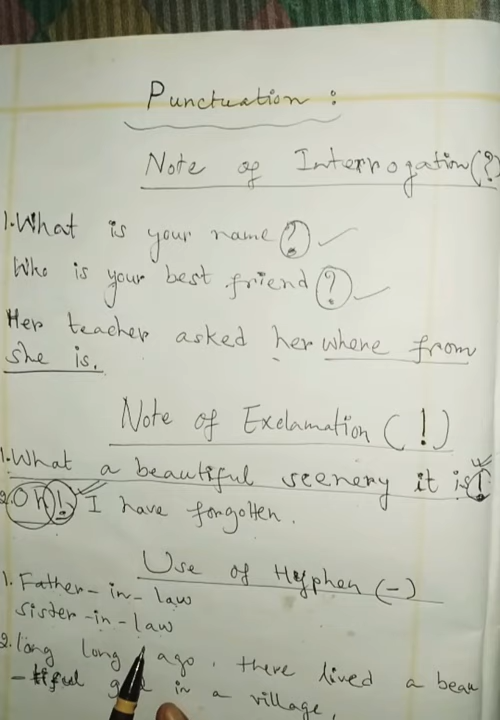 Punctuation :
Note of Interrogation (?)
1. What is your name ?
Who is your best friend ?
Her teacher asked her where from
she is.
Note of Exclamation ( ! )
1. What a beautiful scenery it is !
2. Oh ! I have forgotten.
Use of Hyphen (-)
1. Father-in-law
sister-in-law
2. long long ago, there lived a beau
-tiful in a village,